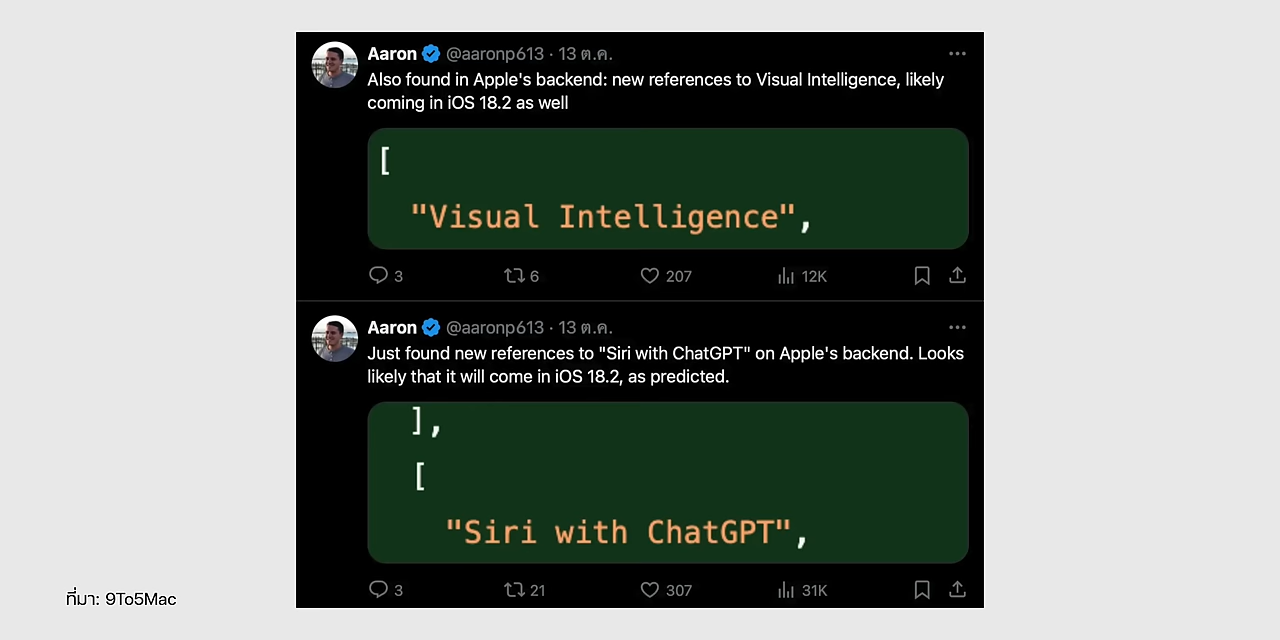 Aaron @aaronp613 · 13 ต.ค.
Also found in Apple's backend: new references to Visual Intelligence, likely
coming in iOS 18.2 as well
[
"Visual Intelligence",
3 6 207 12K
Aaron @aaronp613 · 13 ต.ค.
Just found new references to "Siri with ChatGPT" on Apple's backend. Looks
likely that it will come in iOS 18.2, as predicted.
],
[
"Siri with ChatGPT",
3 21 307 31K
ที่มา: 9To5Mac